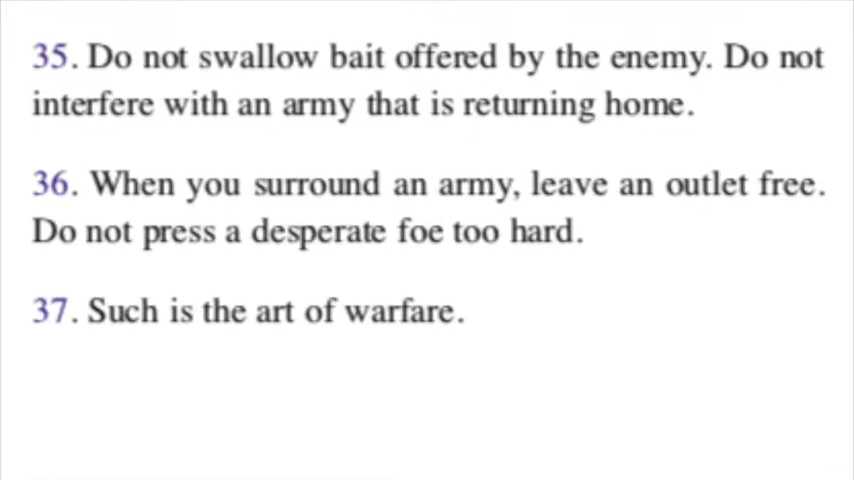 35. Do not swallow bait offered by the enemy. Do not
interfere with an army that is returning home.
36. When you surround an army, leave an outlet free.
Do not press a desperate foe too hard.
37. Such is the art of warfare.